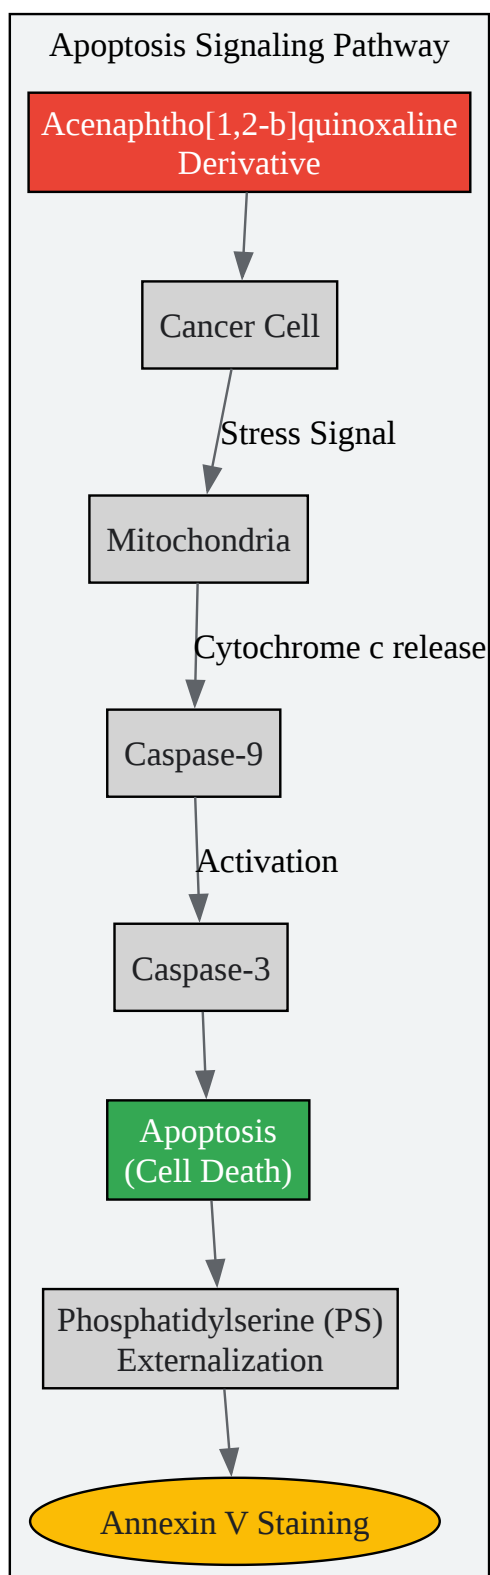 Apoptosis Signaling Pathway
Acenaphtho[1,2-b]quinoxaline
Derivative
Cancer Cell
Stress Signal
Mitochondria
Cytochrome c release
Caspase-9
Activation
Caspase-3
Apoptosis
(Cell Death)
Phosphatidylserine (PS)
Externalization
Annexin V Staining